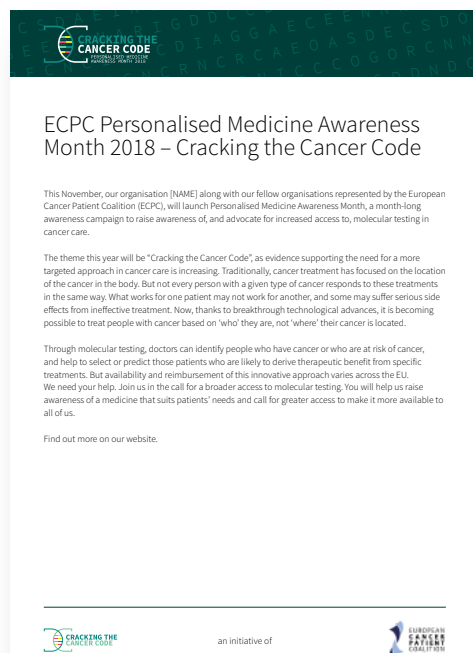 CRACKING THE
CANCER CODE
PERSONALISED MEDICINE
AWARENESS MONTH 2018
ECPC Personalised Medicine Awareness
Month 2018 – Cracking the Cancer Code
This November, our organisation [NAME] along with our fellow organisations represented by the European
Cancer Patient Coalition (ECPC), will launch Personalised Medicine Awareness Month, a month-long
awareness campaign to raise awareness of, and advocate for increased access to, molecular testing in
cancer care.
The theme this year will be “Cracking the Cancer Code”, as evidence supporting the need for a more
targeted approach in cancer care is increasing. Traditionally, cancer treatment has focused on the location
of the cancer in the body. But not every person with a given type of cancer responds to these treatments
in the same way. What works for one patient may not work for another, and some may suffer serious side
effects from ineffective treatment. Now, thanks to breakthrough technological advances, it is becoming
possible to treat people with cancer based on ‘who’ they are, not ‘where’ their cancer is located.
Through molecular testing, doctors can identify people who have cancer or who are at risk of cancer,
and help to select or predict those patients who are likely to derive therapeutic benefit from specific
treatments. But availability and reimbursement of this innovative approach varies across the EU.
We need your help. Join us in the call for a broader access to molecular testing. You will help us raise
awareness of a medicine that suits patients’ needs and call for greater access to make it more available to
all of us.
Find out more on our website.
CRACKING THE
CANCER CODE
an initiative of
EUROPEAN
CANCER
PATIENT
COALITION